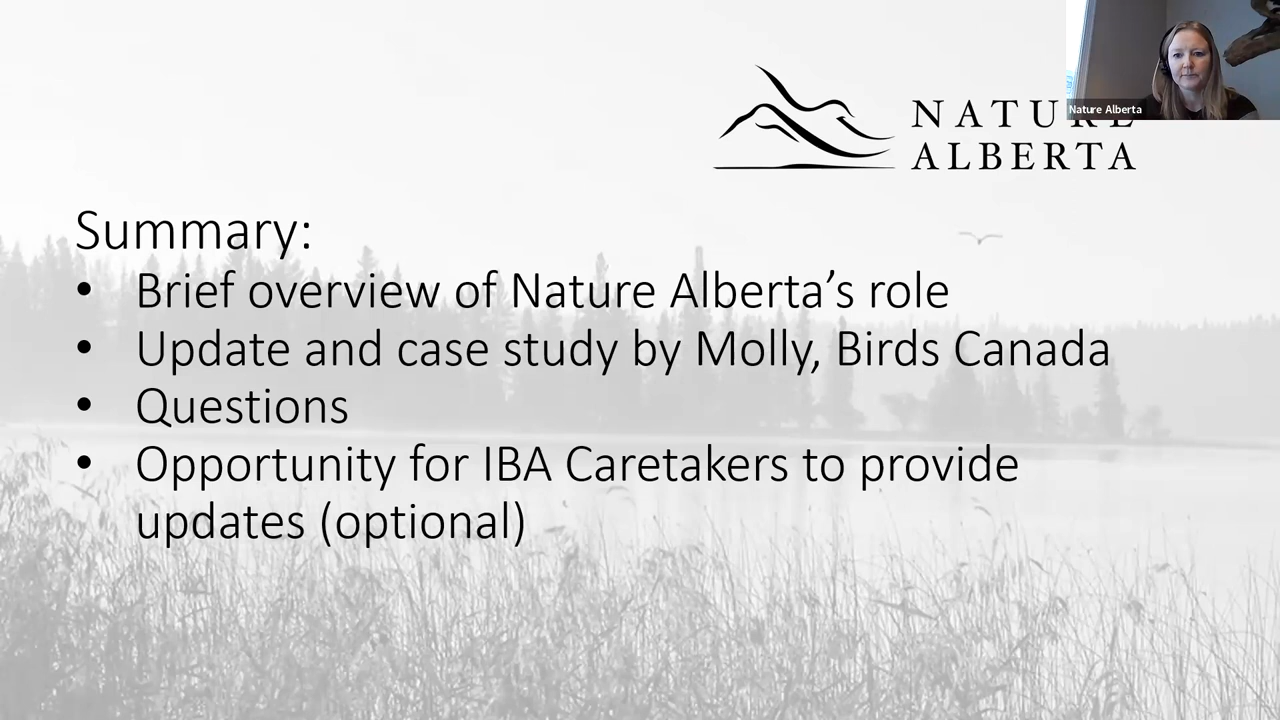 NATURE
ALBERTA
Nature Alberta
Summary:
• Brief overview of Nature Alberta’s role
• Update and case study by Molly, Birds Canada
• Questions
• Opportunity for IBA Caretakers to provide
updates (optional)